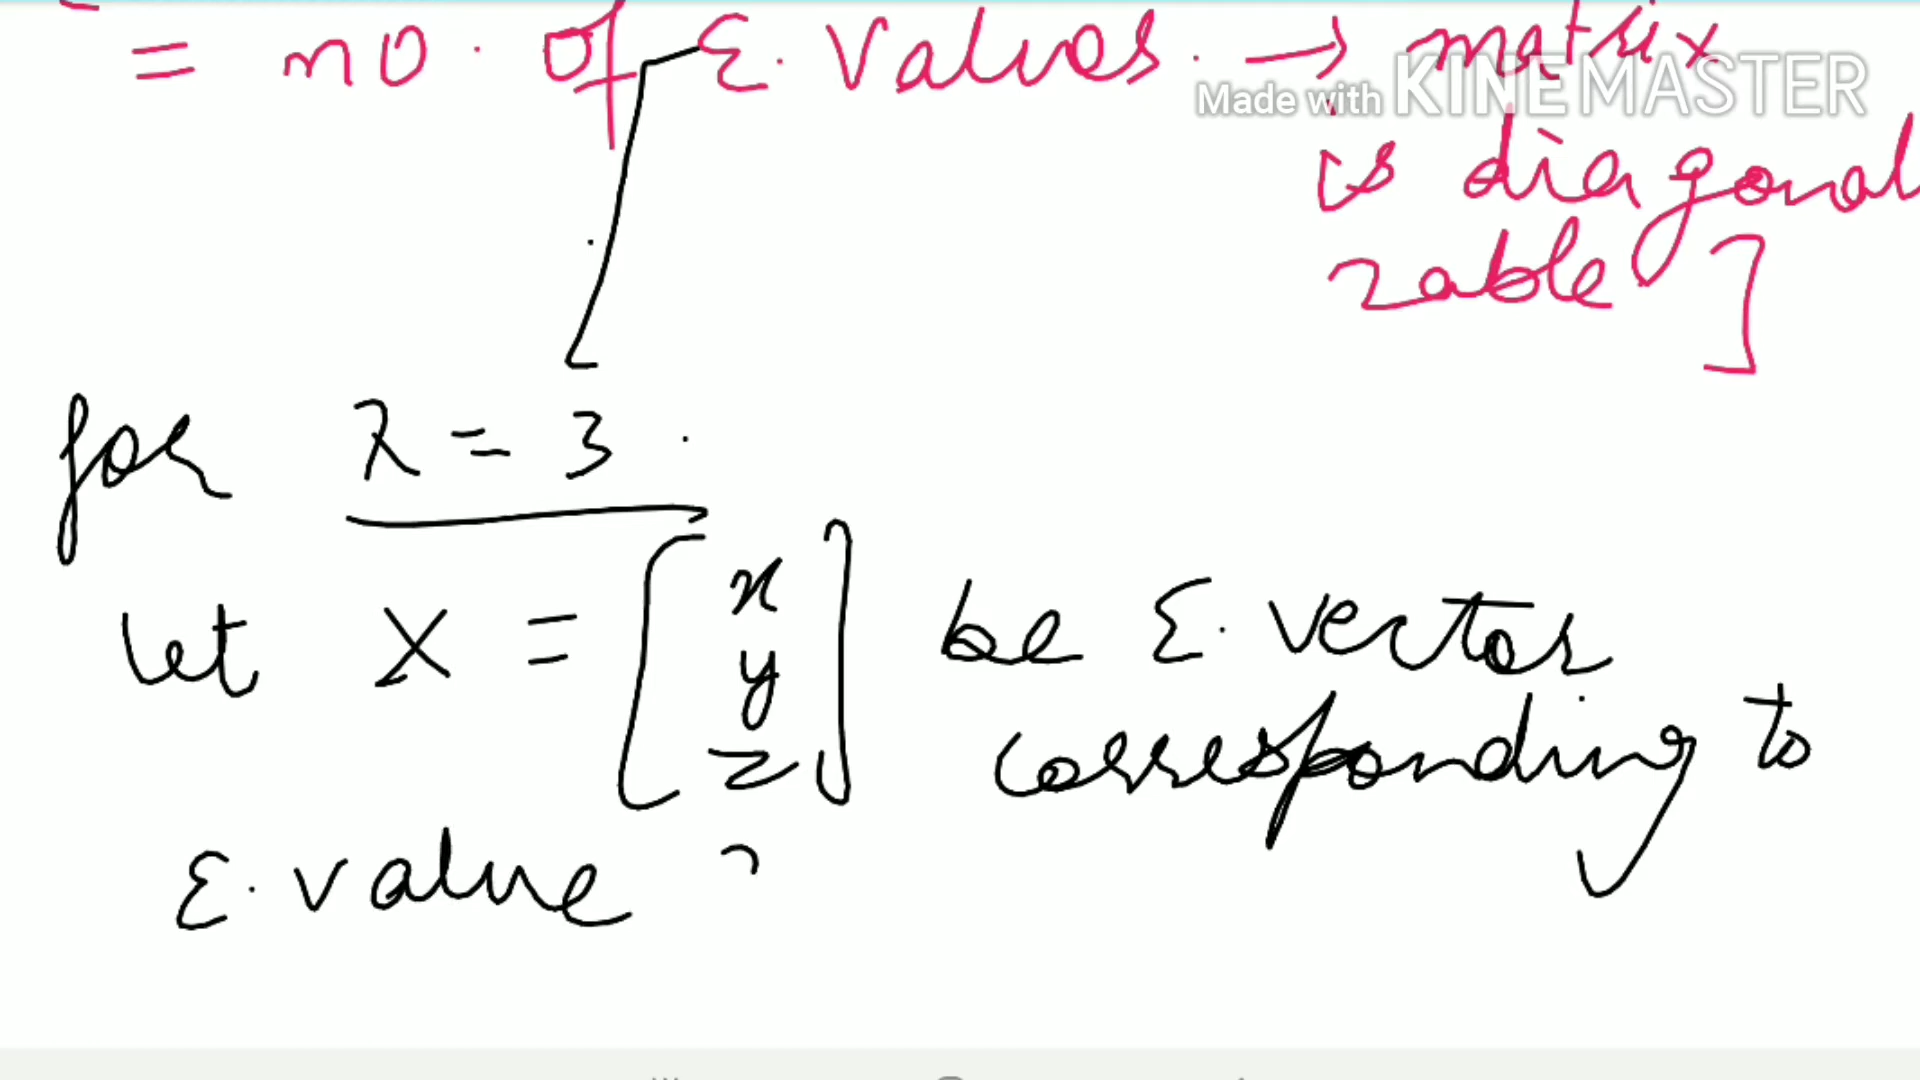 = no. of E. Values. → matrix
Made with KINEMASTER
is diagonal
zable ]
for λ = 3
let X = [ x y z ] be E. vector
corresponding to
E. value